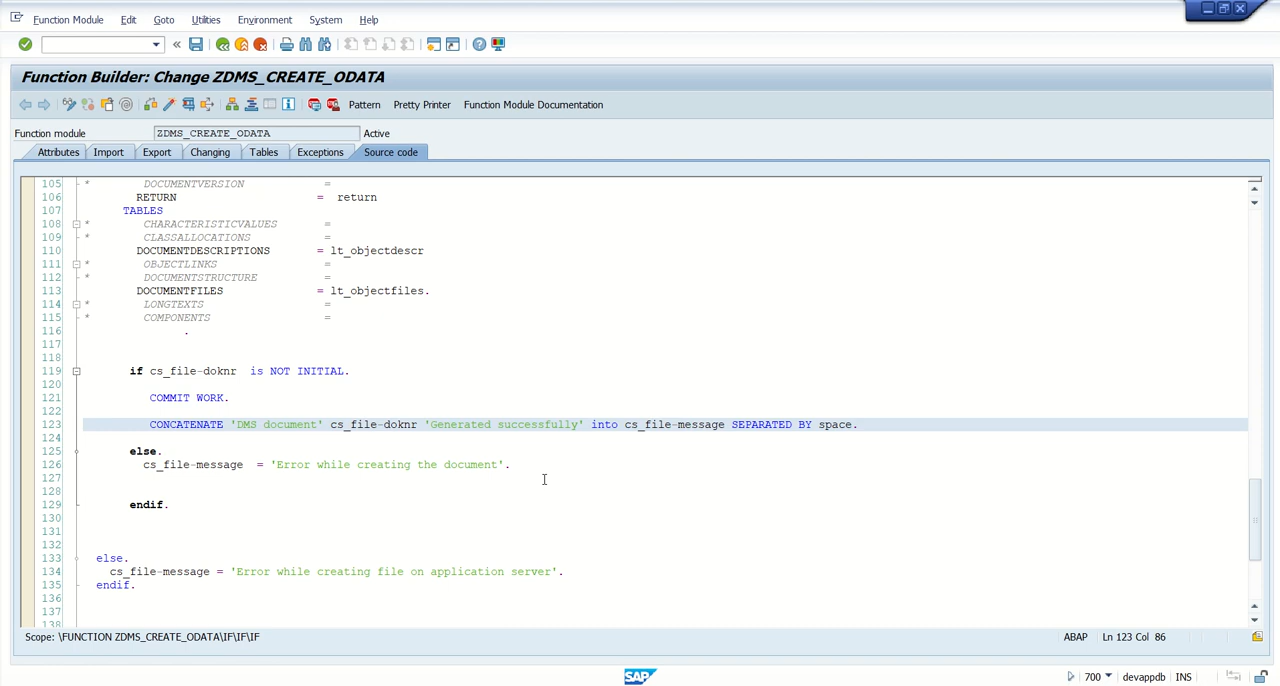 Function Module Edit Goto Utilities Environment System Help
Function Builder: Change ZDMS_CREATE_ODATA
Pattern Pretty Printer Function Module Documentation
Function module ZDMS_CREATE_ODATA Active
Attributes Import Export Changing Tables Exceptions Source code
105 * DOCUMENTVERSION =
106 RETURN = return
107 TABLES
108 * CHARACTERISTICVALUES =
109 * CLASSALLOCATIONS =
110 DOCUMENTDESCRIPTIONS = lt_objectdescr
111 * OBJECTLINKS =
112 * DOCUMENTSTRUCTURE =
113 DOCUMENTFILES = lt_objectfiles.
114 * LONGTEXTS =
115 * COMPONENTS =
116 .
117
118
119 if cs_file-doknr is NOT INITIAL.
120
121 COMMIT WORK.
122
123 CONCATENATE 'DMS document' cs_file-doknr 'Generated successfully' into cs_file-message SEPARATED BY space.
124
125 else.
126 cs_file-message = 'Error while creating the document'.
127
128
129 endif.
130
131
132
133 else.
134 cs_file-message = 'Error while creating file on application server'.
135 endif.
136
137
138
Scope: \FUNCTION ZDMS_CREATE_ODATA\IF\IF\IF ABAP Ln 123 Col 86
SAP 700 devappdb INS